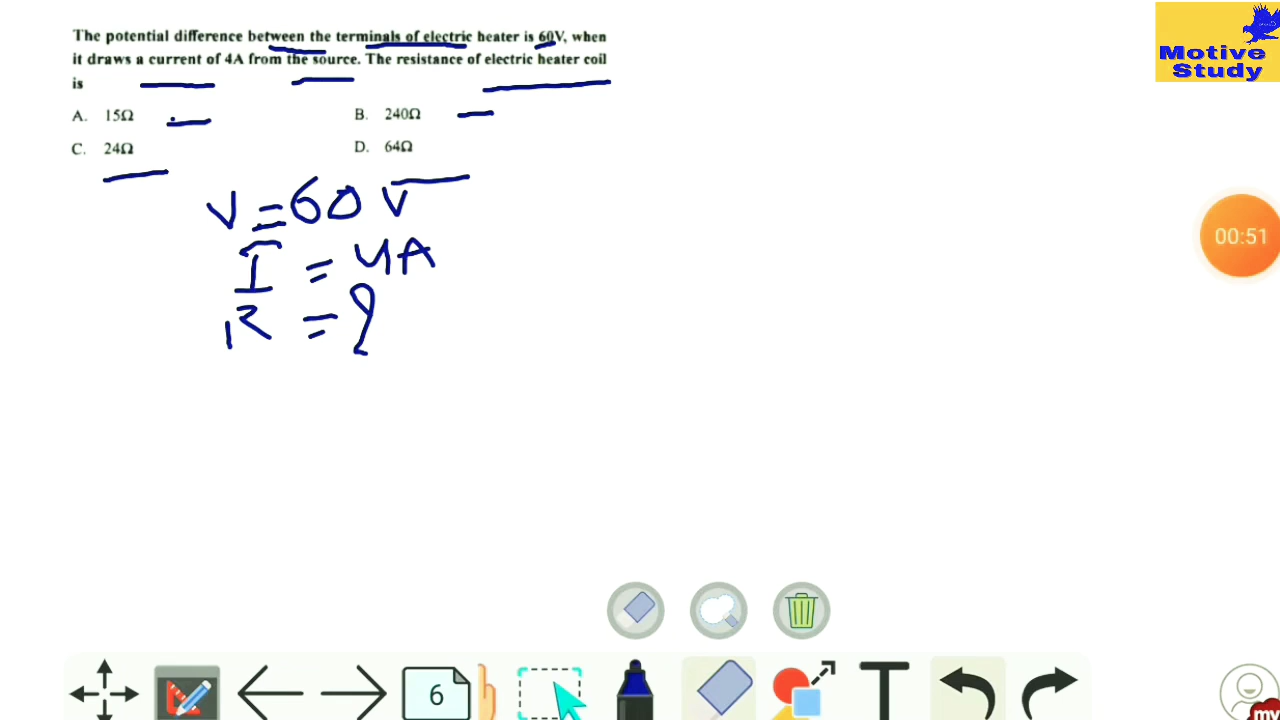 The potential difference between the terminals of electric heater is 60V, when
it draws a current of 4A from the source. The resistance of electric heater coil
is
A. 15Ω B. 240Ω
C. 24Ω D. 64Ω
V = 60 V
I = 4A
R = ?
Motive
Study
00:51
6
T
my